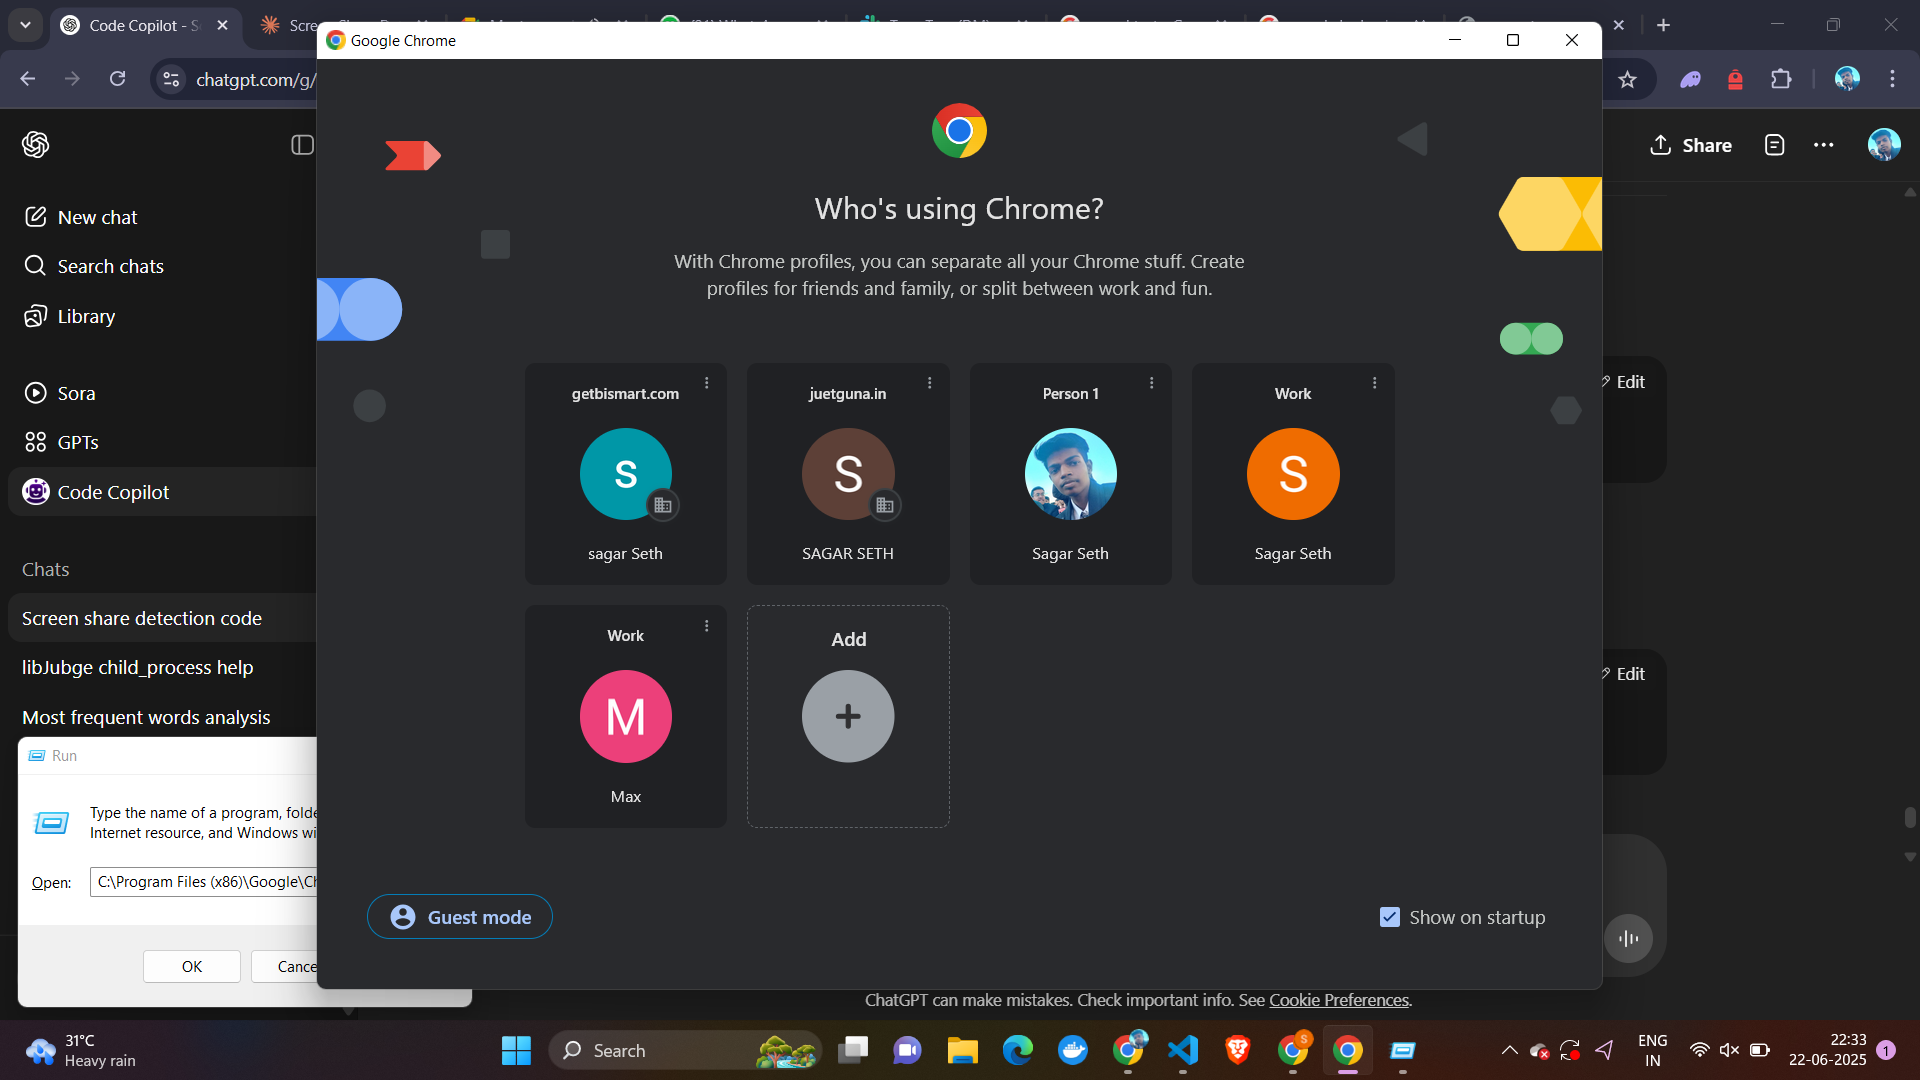 Code Copilot - S
Scre
chatgpt.com/g/
Google Chrome
Who's using Chrome?
With Chrome profiles, you can separate all your Chrome stuff. Create
profiles for friends and family, or split between work and fun.
getbismart.com
s
sagar Seth
juetguna.in
S
SAGAR SETH
Person 1
Sagar Seth
Work
S
Sagar Seth
Work
M
Max
Add
Guest mode
Show on startup
New chat
Search chats
Library
Sora
GPTs
Code Copilot
Chats
Screen share detection code
libJubge child_process help
Most frequent words analysis
Share
Edit
Edit
Run
Type the name of a program, folde
Internet resource, and Windows wi
Open:
C:\Program Files (x86)\Google\Ch
OK
Cance
ChatGPT can make mistakes. Check important info. See Cookie Preferences.
31°C
Heavy rain
Search
S
ENG
IN
22:33
22-06-2025
1